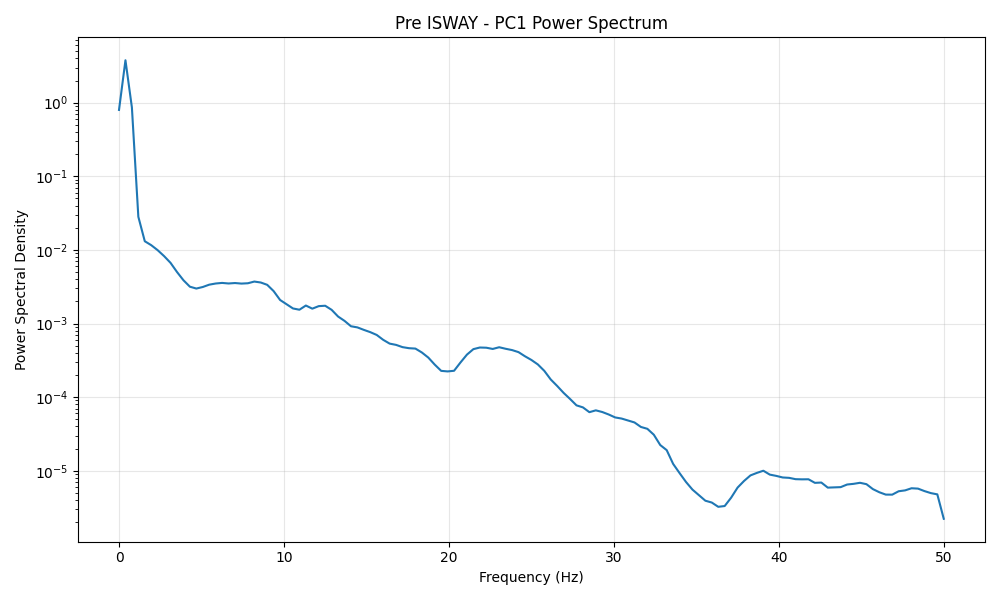 Pre ISWAY - PC1 Power Spectrum
Power Spectral Density
10⁰
10⁻¹
10⁻²
10⁻³
10⁻⁴
10⁻⁵
0 10 20 30 40 50
Frequency (Hz)